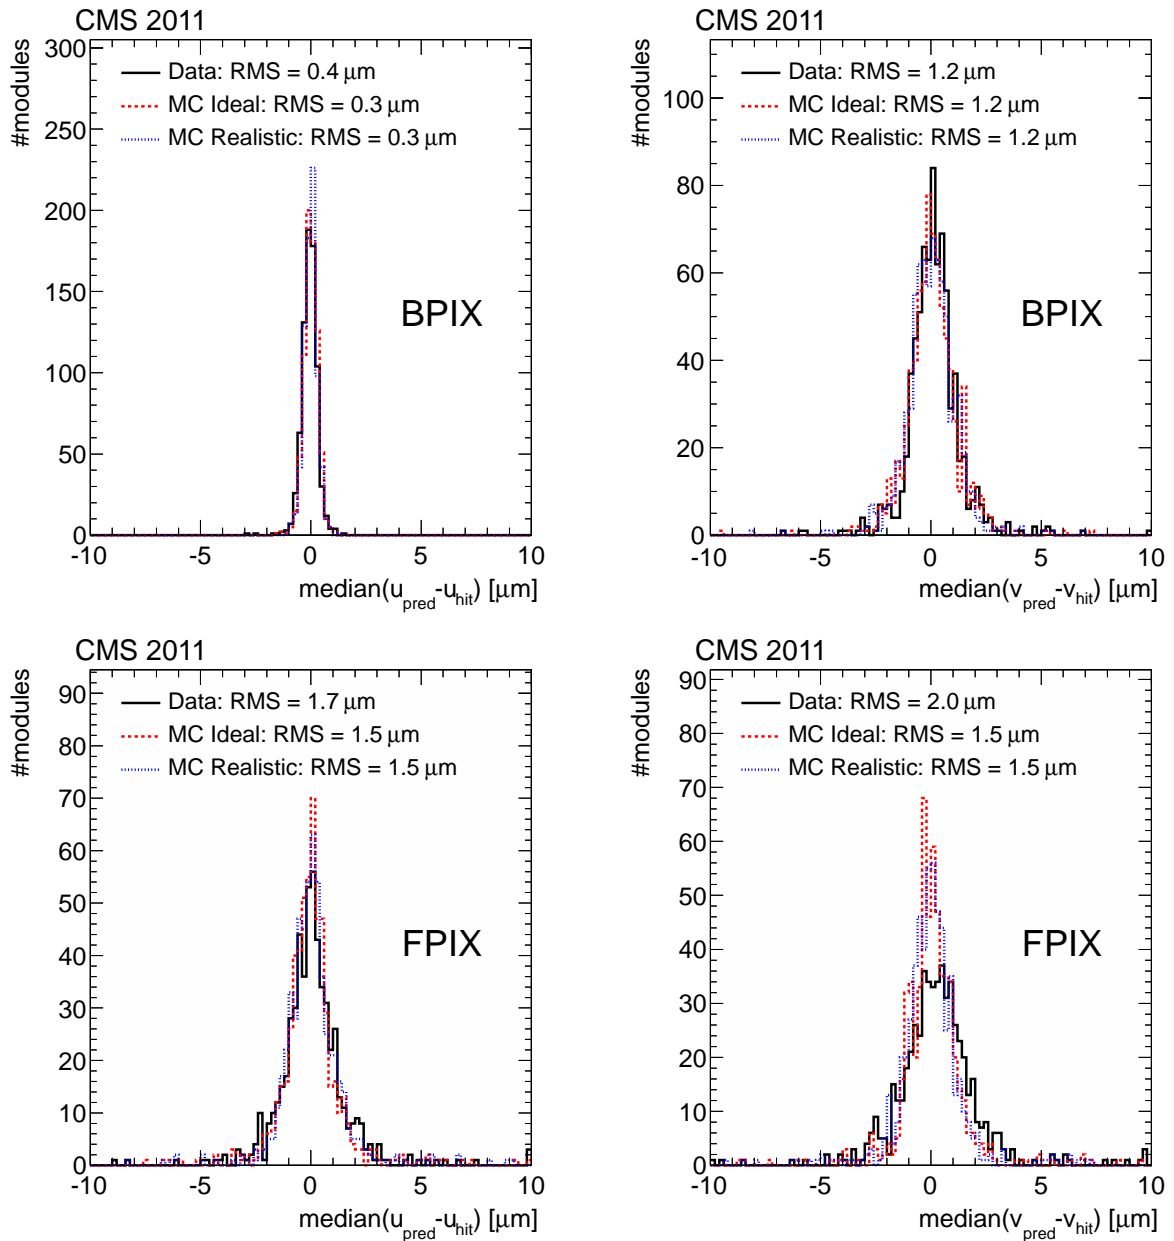 CMS 2011
#modules
300
250
200
150
100
50
0
Data: RMS = 0.4 μm
MC Ideal: RMS = 0.3 μm
MC Realistic: RMS = 0.3 μm
BPIX
-10 -5 0 5 10
median(u_pred-u_hit) [μm]
CMS 2011
#modules
100
80
60
40
20
0
Data: RMS = 1.2 μm
MC Ideal: RMS = 1.2 μm
MC Realistic: RMS = 1.2 μm
BPIX
-10 -5 0 5 10
median(v_pred-v_hit) [μm]
CMS 2011
#modules
90
80
70
60
50
40
30
20
10
0
Data: RMS = 1.7 μm
MC Ideal: RMS = 1.5 μm
MC Realistic: RMS = 1.5 μm
FPIX
-10 -5 0 5 10
median(u_pred-u_hit) [μm]
CMS 2011
#modules
90
80
70
60
50
40
30
20
10
0
Data: RMS = 2.0 μm
MC Ideal: RMS = 1.5 μm
MC Realistic: RMS = 1.5 μm
FPIX
-10 -5 0 5 10
median(v_pred-v_hit) [μm]